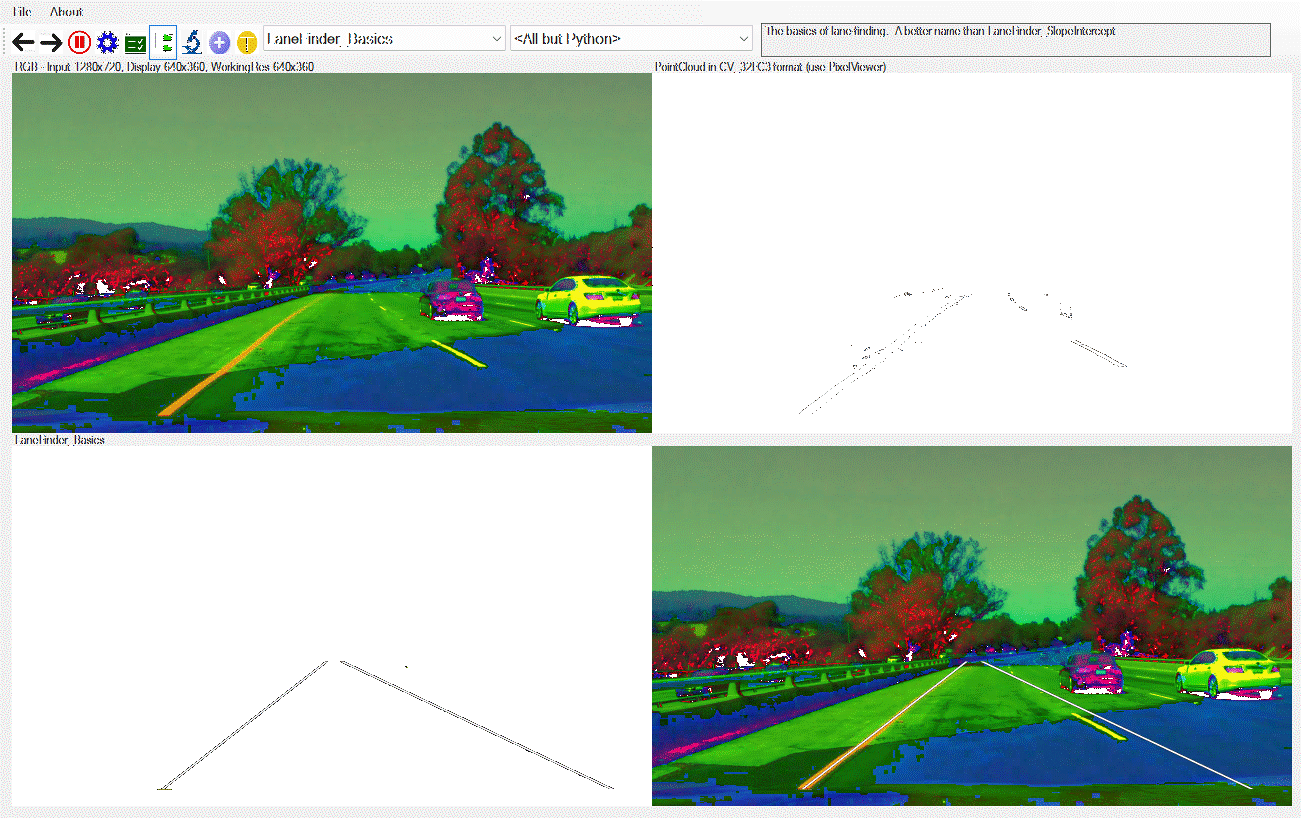 File About
LaneFinder_Basics <All but Python> The basics of lane-finding. A better name than LaneFinder_SlopeIntercept
RGB - Input 1280x720, Display 640x360, WorkingRes 640x360 PointCloud in CV_32FC3 format (use PixelViewer)
LaneFinder_Basics